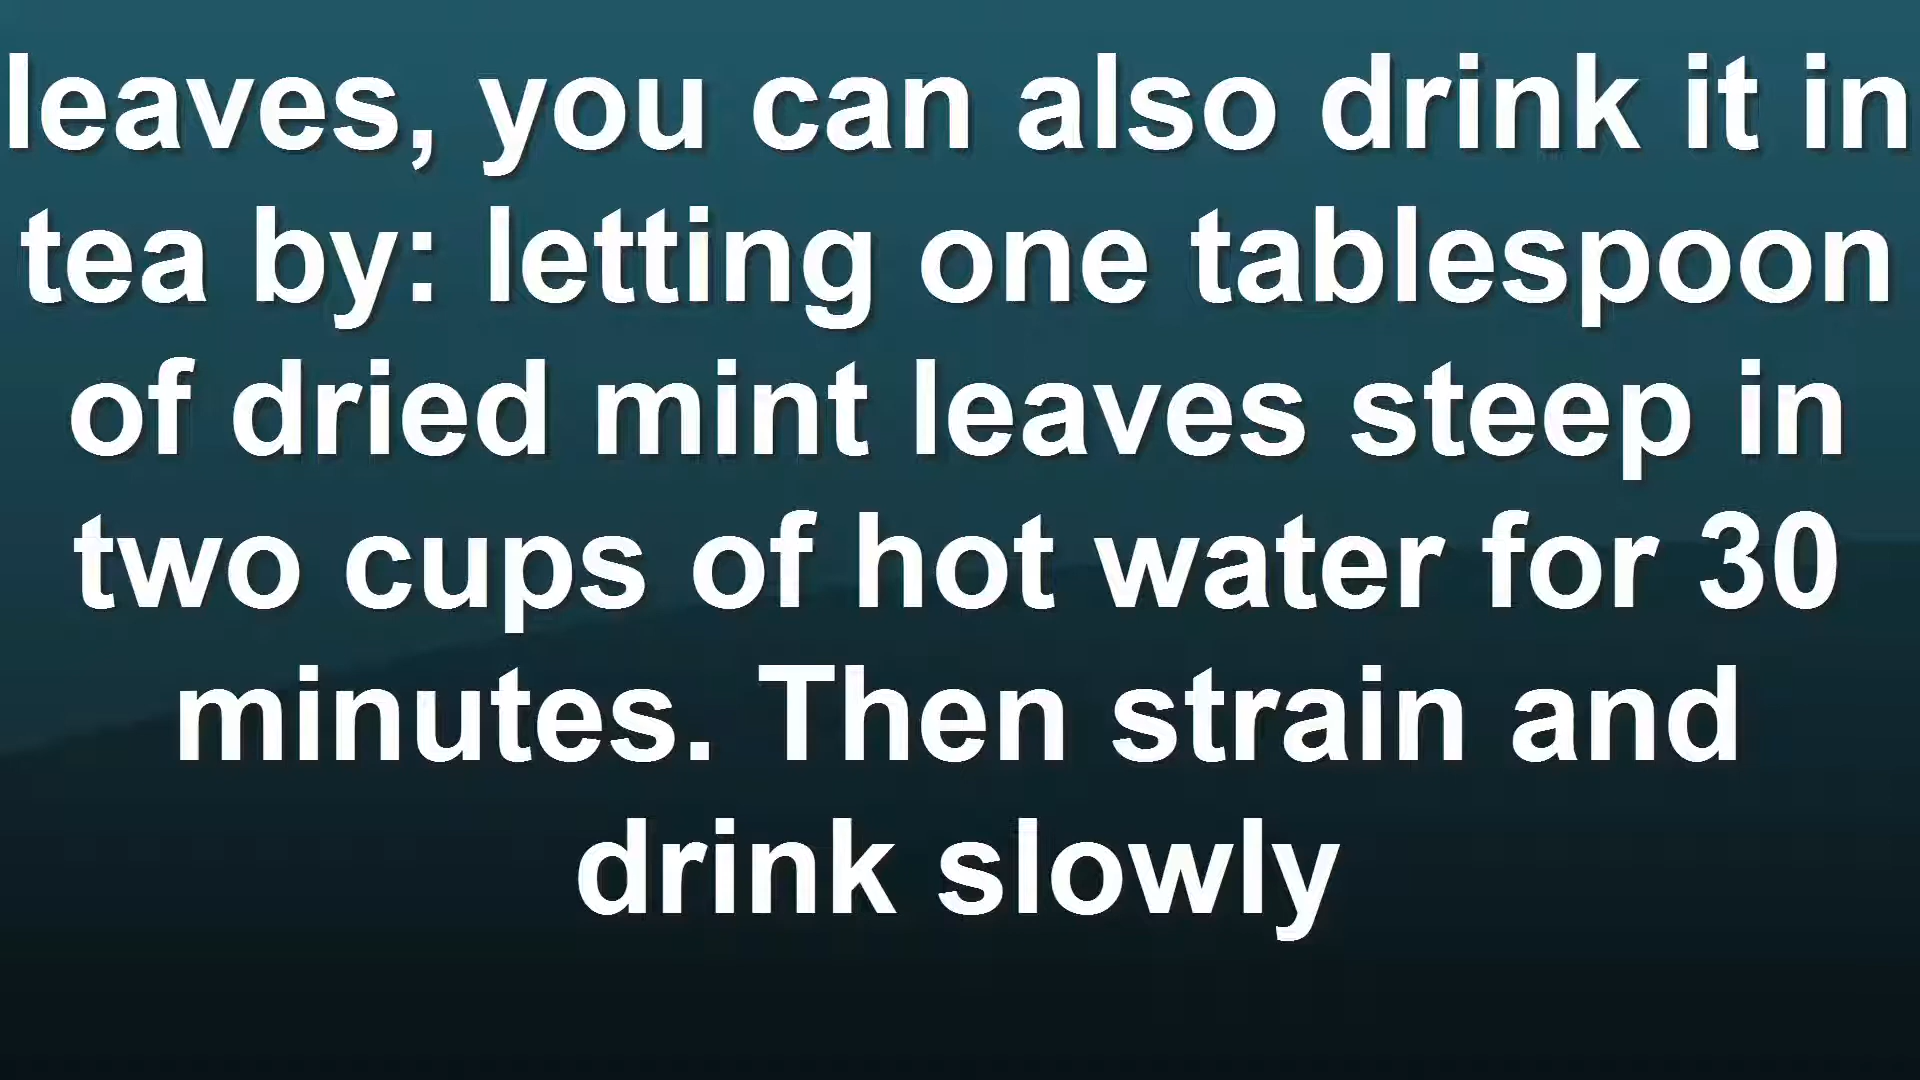 leaves, you can also drink it in
tea by: letting one tablespoon
of dried mint leaves steep in
two cups of hot water for 30
minutes. Then strain and
drink slowly